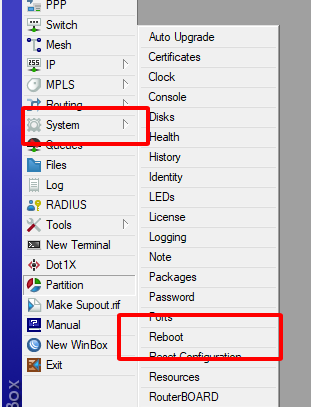 PPP
Switch
Mesh
IP
MPLS
Routing
System
Queues
Files
Log
RADIUS
Tools
New Terminal
Dot1X
Partition
Make Supout.rif
Manual
New WinBox
Exit
Auto Upgrade
Certificates
Clock
Console
Disks
Health
History
Identity
LEDs
License
Logging
Note
Packages
Password
Ports
Reboot
Reset Configuration
Resources
RouterBOARD
Box